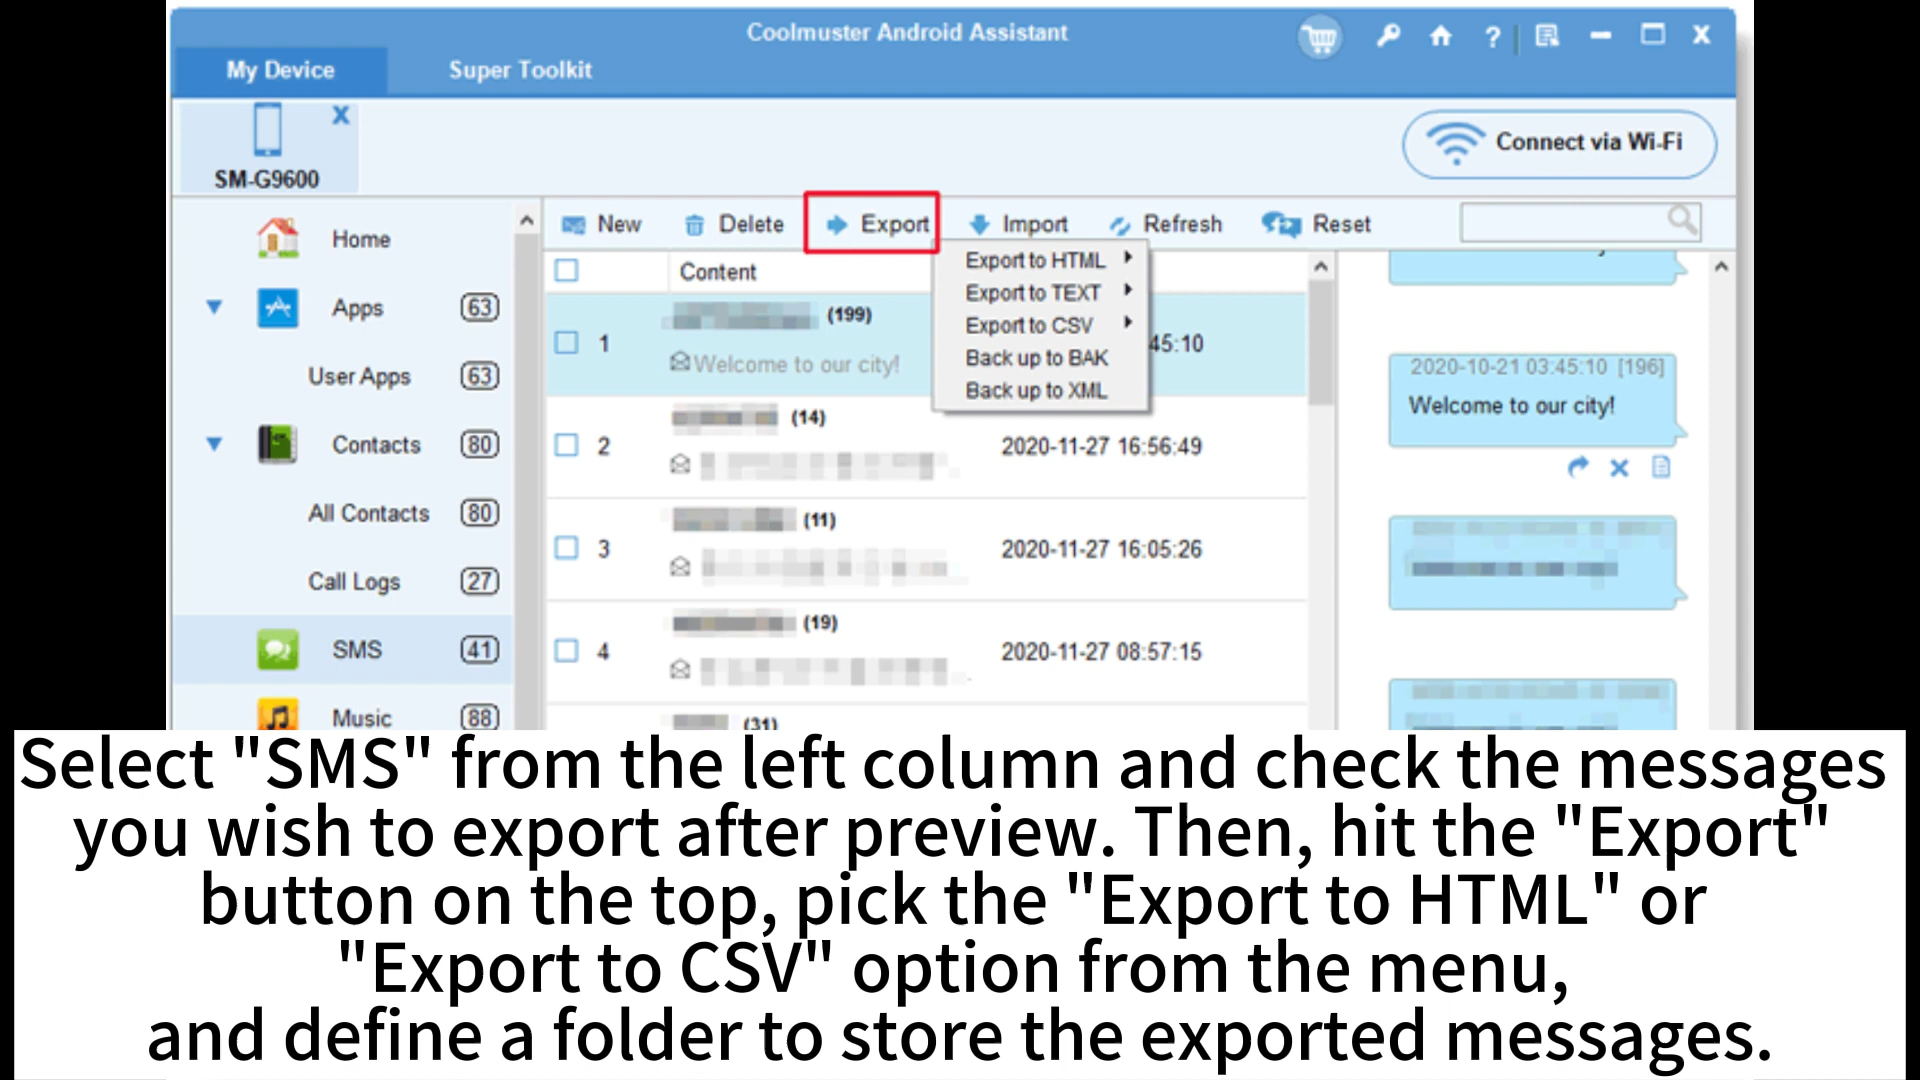 Coolmuster Android Assistant
?
My Device
Super Toolkit
SM-G9600
Connect via Wi-Fi
New Delete Export Import Refresh Reset
Home
Apps 63
User Apps 63
Contacts 80
All Contacts 80
Call Logs 27
SMS 41
Music 88
Content
Export to HTML
Export to TEXT
Export to CSV
Back up to BAK
Back up to XML
1 (199) 45:10
Welcome to our city!
2 (14) 2020-11-27 16:56:49
3 (11) 2020-11-27 16:05:26
4 (19) 2020-11-27 08:57:15
(31)
2020-10-21 03:45:10 [196]
Welcome to our city!
Select "SMS" from the left column and check the messages
you wish to export after preview. Then, hit the "Export"
button on the top, pick the "Export to HTML" or
"Export to CSV" option from the menu,
and define a folder to store the exported messages.